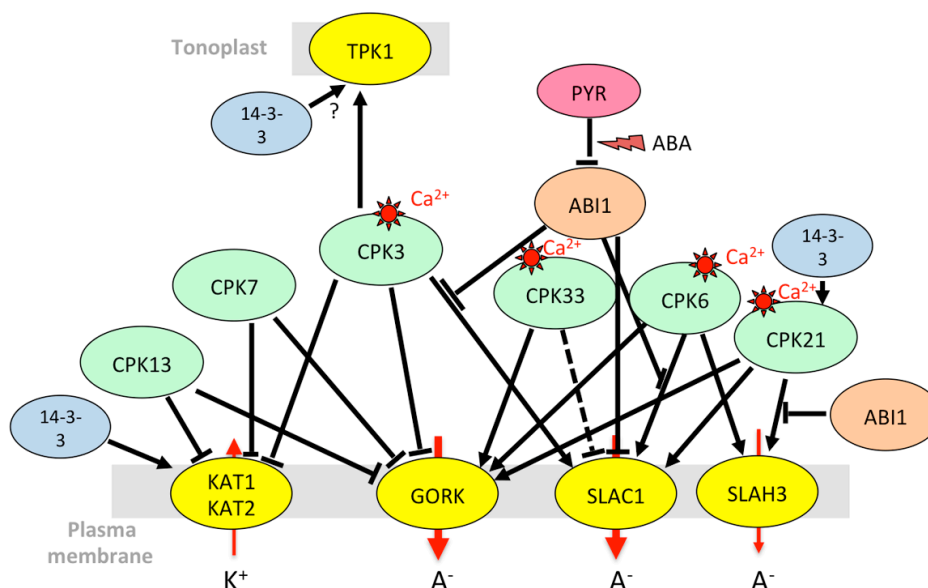 Tonoplast
TPK1
14-3-
3
?
PYR
ABA
ABI1
Ca²⁺
CPK3
Ca²⁺
CPK33
Ca²⁺
CPK6
14-3-
3
Ca²⁺
CPK21
CPK7
CPK13
14-3-
3
ABI1
KAT1
KAT2
GORK
SLAC1
SLAH3
Plasma
membrane
K⁺
A⁻
A⁻
A⁻